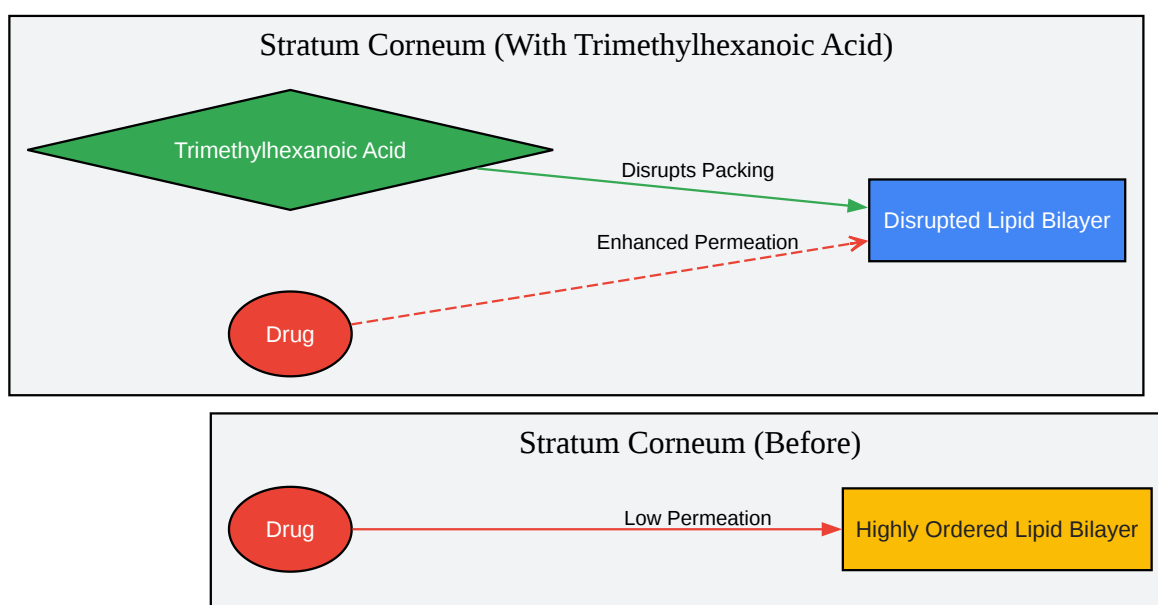 Stratum Corneum (With Trimethylhexanoic Acid)
Trimethylhexanoic Acid
Disrupts Packing
Disrupted Lipid Bilayer
Enhanced Permeation
Drug
Stratum Corneum (Before)
Drug
Low Permeation
Highly Ordered Lipid Bilayer